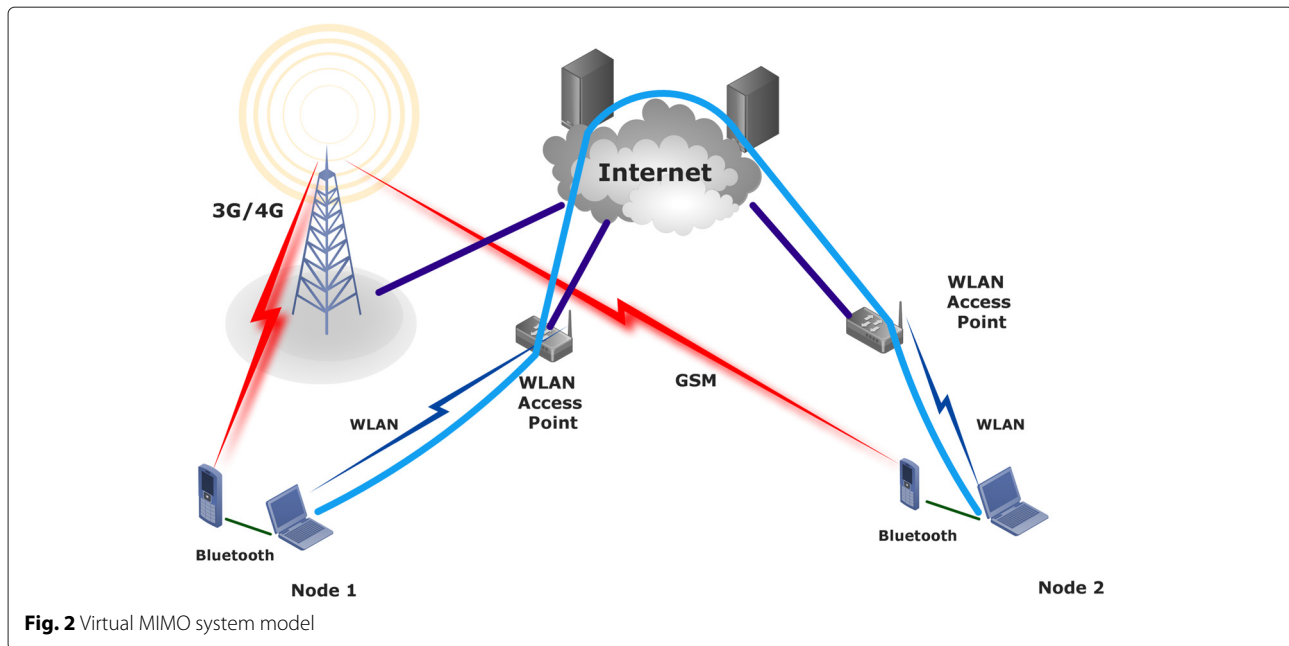 Internet
3G/4G
WLAN
Access
Point
GSM
WLAN
Access
Point
WLAN
WLAN
Bluetooth
Bluetooth
Node 1
Node 2
Fig. 2 Virtual MIMO system model